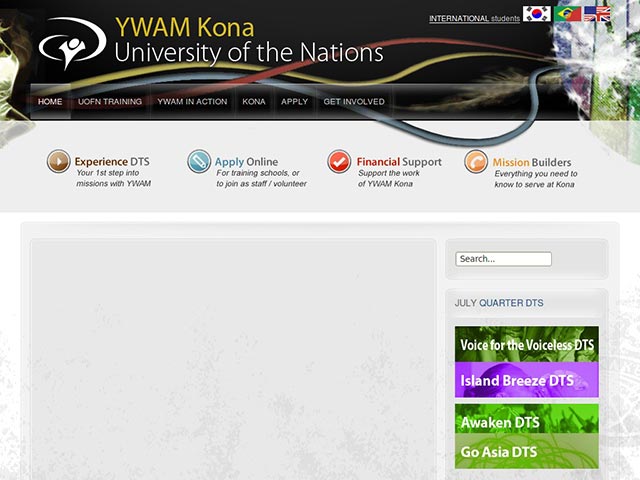 YWAM Kona
University of the Nations
INTERNATIONAL students
HOME
UOFN TRAINING
YWAM IN ACTION
KONA
APPLY
GET INVOLVED
Experience DTS
Your 1st step into
missions with YWAM
Apply Online
For training schools, or
to join as staff / volunteer
Financial Support
Support the work
of YWAM Kona
Mission Builders
Everything you need to
know to serve at Kona
Search...
JULY QUARTER DTS
Voice for the Voiceless DTS
Island Breeze DTS
Awaken DTS
Go Asia DTS